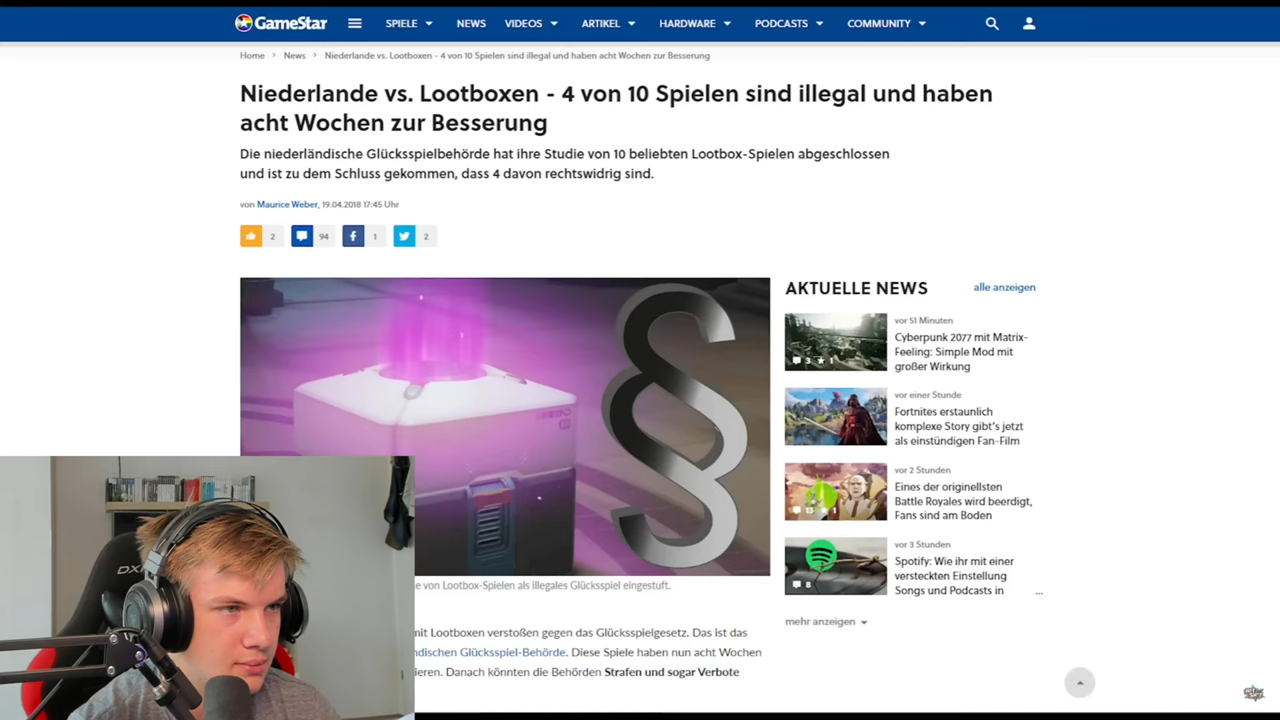 GameStar
SPIELE
NEWS
VIDEOS
ARTIKEL
HARDWARE
PODCASTS
COMMUNITY
Home > News > Niederlande vs. Lootboxen - 4 von 10 Spielen sind illegal und haben acht Wochen zur Besserung
Niederlande vs. Lootboxen - 4 von 10 Spielen sind illegal und haben
acht Wochen zur Besserung
Die niederländische Glücksspielbehörde hat ihre Studie von 10 beliebten Lootbox-Spielen abgeschlossen
und ist zu dem Schluss gekommen, dass 4 davon rechtswidrig sind.
von Maurice Weber, 19.04.2018 17:45 Uhr
2
94
1
2
§
e von Lootbox-Spielen als illegales Glücksspiel eingestuft.
mit Lootboxen verstoßen gegen das Glücksspielgesetz. Das ist das
ndischen Glücksspiel-Behörde. Diese Spiele haben nun acht Wochen
ieren. Danach könnten die Behörden Strafen und sogar Verbote
AKTUELLE NEWS
alle anzeigen
vor 51 Minuten
Cyberpunk 2077 mit Matrix-
Feeling: Simple Mod mit
großer Wirkung
3 1
vor einer Stunde
Fortnites erstaunlich
komplexe Story gibt's jetzt
als einstündigen Fan-Film
vor 2 Stunden
Eines der originellsten
Battle Royales wird beerdigt,
Fans sind am Boden
13 1
vor 3 Stunden
Spotify: Wie ihr mit einer
versteckten Einstellung
Songs und Podcasts in ...
8
mehr anzeigen
DX